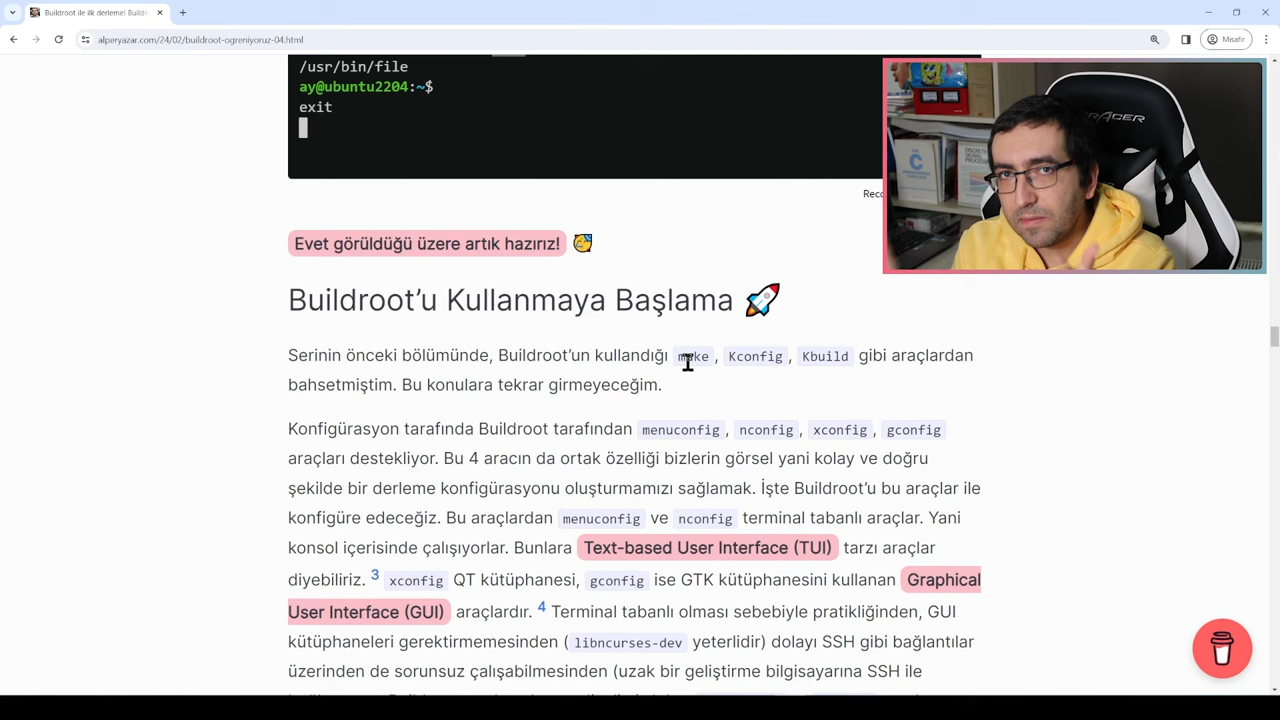 Buildroot ile ilk derleme! Buildr
alperyazar.com/24/02/buildroot-ogreniyoruz-04.html
Misafir
/usr/bin/file
ay@ubuntu2204:~$
exit
Reco
Evet görüldüğü üzere artık hazırız!
Buildroot’u Kullanmaya Başlama
Serinin önceki bölümünde, Buildroot’un kullandığı make, Kconfig, Kbuild gibi araçlardan
bahsetmiştim. Bu konulara tekrar girmeyeceğim.
Konfigürasyon tarafında Buildroot tarafından menuconfig, nconfig, xconfig, gconfig
araçları destekliyor. Bu 4 aracın da ortak özelliği bizlerin görsel yani kolay ve doğru
şekilde bir derleme konfigürasyonu oluşturmamızı sağlamak. İşte Buildroot’u bu araçlar ile
konfigüre edeceğiz. Bu araçlardan menuconfig ve nconfig terminal tabanlı araçlar. Yani
konsol içerisinde çalışıyorlar. Bunlara Text-based User Interface (TUI) tarzı araçlar
diyebiliriz. 3 xconfig QT kütüphanesi, gconfig ise GTK kütüphanesini kullanan Graphical
User Interface (GUI) araçlardır. 4 Terminal tabanlı olması sebebiyle pratikliğinden, GUI
kütüphaneleri gerektirmemesinden (libncurses-dev yeterlidir) dolayı SSH gibi bağlantılar
üzerinden de sorunsuz çalışabilmesinden (uzak bir geliştirme bilgisayarına SSH ile